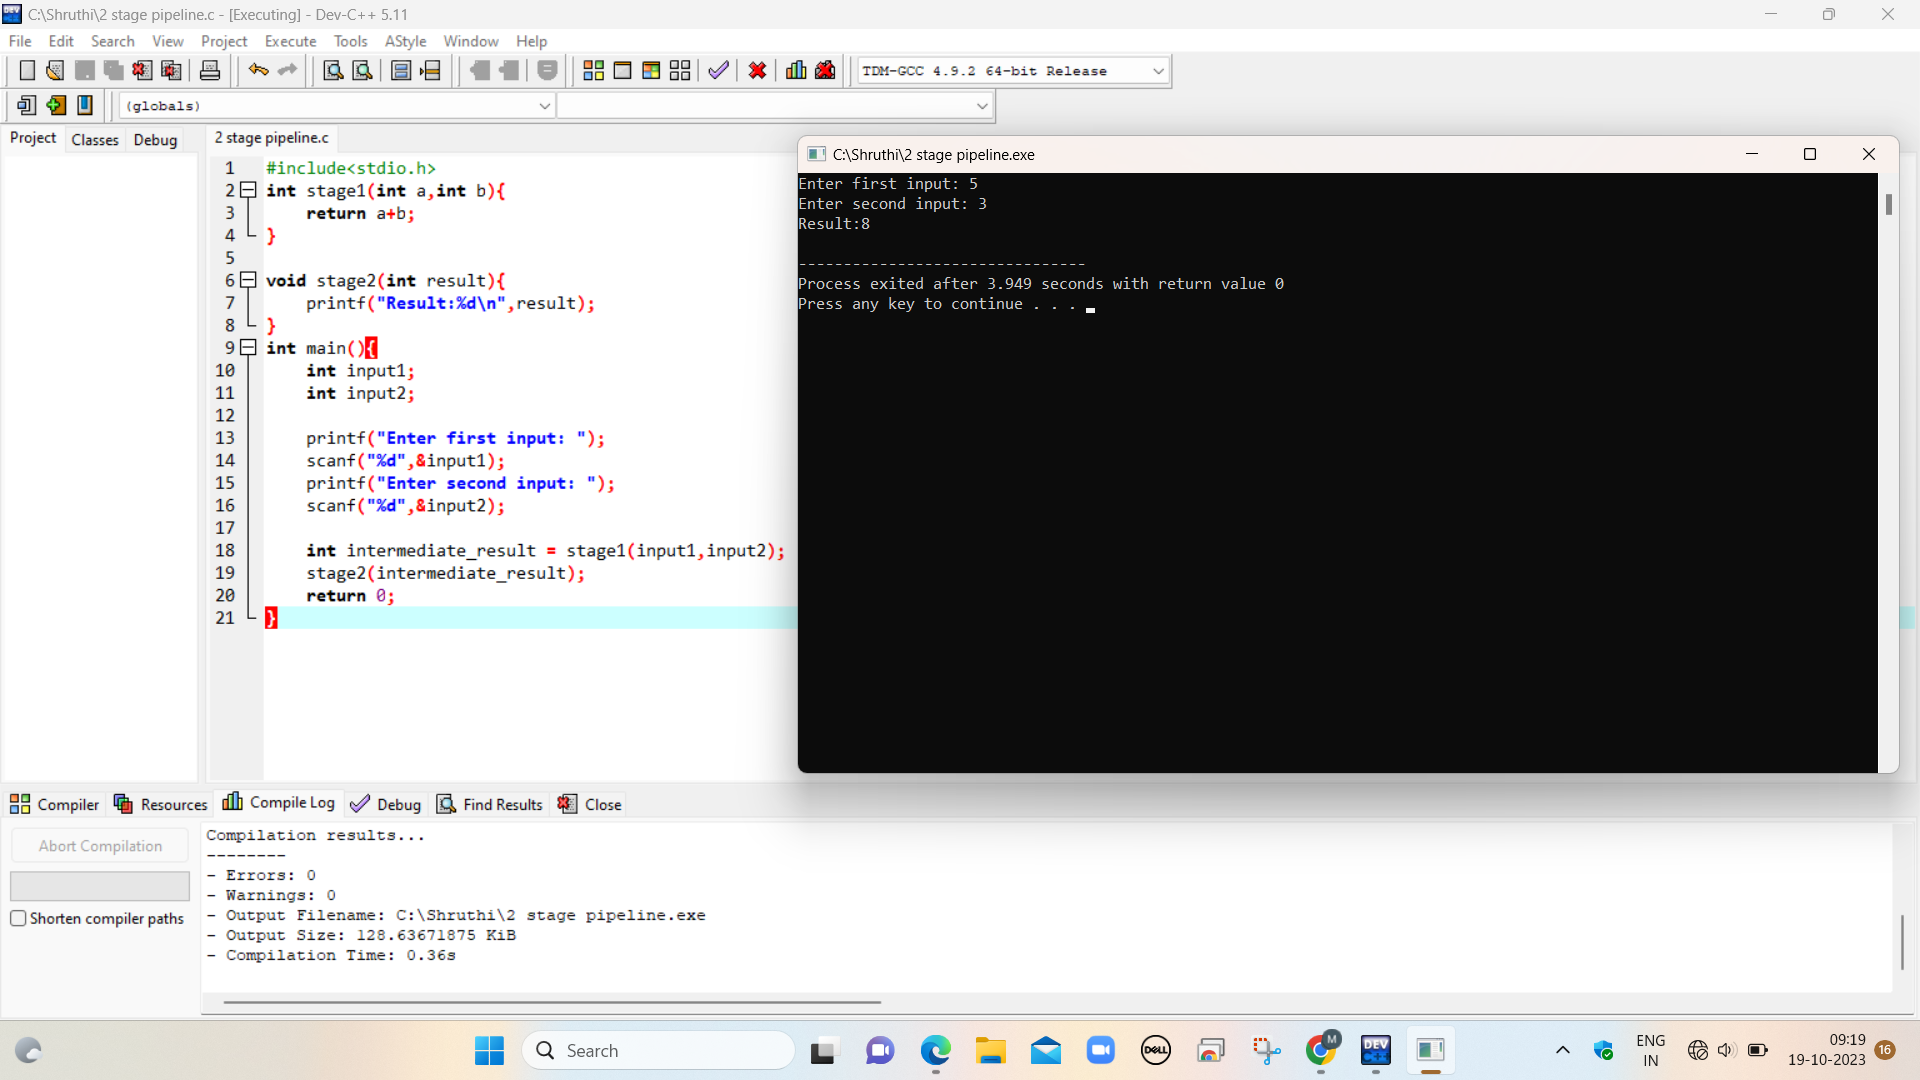 C:\Shruthi\2 stage pipeline.c - [Executing] - Dev-C++ 5.11
File Edit Search View Project Execute Tools AStyle Window Help
TDM-GCC 4.9.2 64-bit Release
(globals)
Project Classes Debug
2 stage pipeline.c
1 #include<stdio.h>
2 int stage1(int a,int b){
3 return a+b;
4 }
5
6 void stage2(int result){
7 printf("Result:%d\n",result);
8 }
9 int main(){
10 int input1;
11 int input2;
12
13 printf("Enter first input: ");
14 scanf("%d",&input1);
15 printf("Enter second input: ");
16 scanf("%d",&input2);
17
18 int intermediate_result = stage1(input1,input2);
19 stage2(intermediate_result);
20 return 0;
21 }
C:\Shruthi\2 stage pipeline.exe
Enter first input: 5
Enter second input: 3
Result:8
--------------------------------
Process exited after 3.949 seconds with return value 0
Press any key to continue . . .
Compiler Resources Compile Log Debug Find Results Close
Abort Compilation
Shorten compiler paths
Compilation results...
--------
- Errors: 0
- Warnings: 0
- Output Filename: C:\Shruthi\2 stage pipeline.exe
- Output Size: 128.63671875 KiB
- Compilation Time: 0.36s
Search
DELL
M
DEV
C++
ENG
IN
09:19
19-10-2023
16